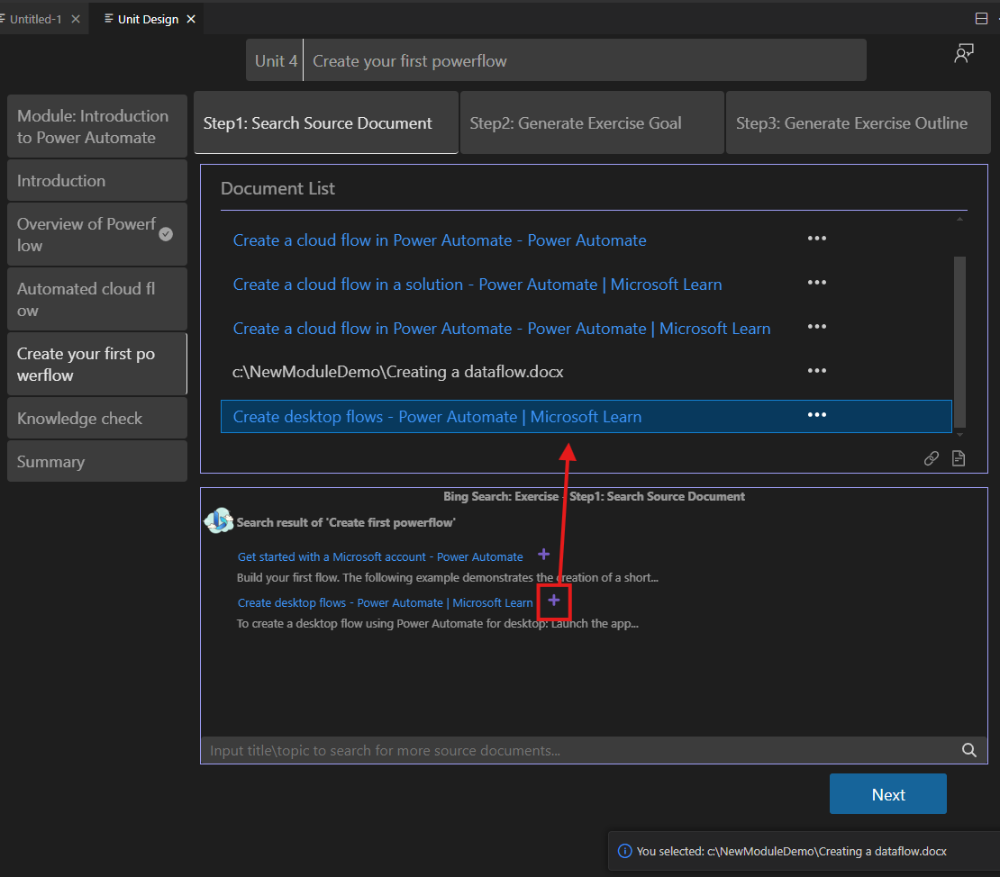 Untitled-1
Unit Design
Unit 4
Create your first powerflow
Module: Introduction
to Power Automate
Introduction
Overview of Powerf
low
Automated cloud fl
ow
Create your first po
werflow
Knowledge check
Summary
Step1: Search Source Document
Step2: Generate Exercise Goal
Step3: Generate Exercise Outline
Document List
Create a cloud flow in Power Automate - Power Automate
Create a cloud flow in a solution - Power Automate | Microsoft Learn
Create a cloud flow in Power Automate - Power Automate | Microsoft Learn
c:\NewModuleDemo\Creating a dataflow.docx
Create desktop flows - Power Automate | Microsoft Learn
Bing Search: Exercise - Step1: Search Source Document
Search result of 'Create first powerflow'
Get started with a Microsoft account - Power Automate
Build your first flow. The following example demonstrates the creation of a short...
Create desktop flows - Power Automate | Microsoft Learn
To create a desktop flow using Power Automate for desktop: Launch the app...
Input title\topic to search for more source documents...
Next
You selected: c:\NewModuleDemo\Creating a dataflow.docx